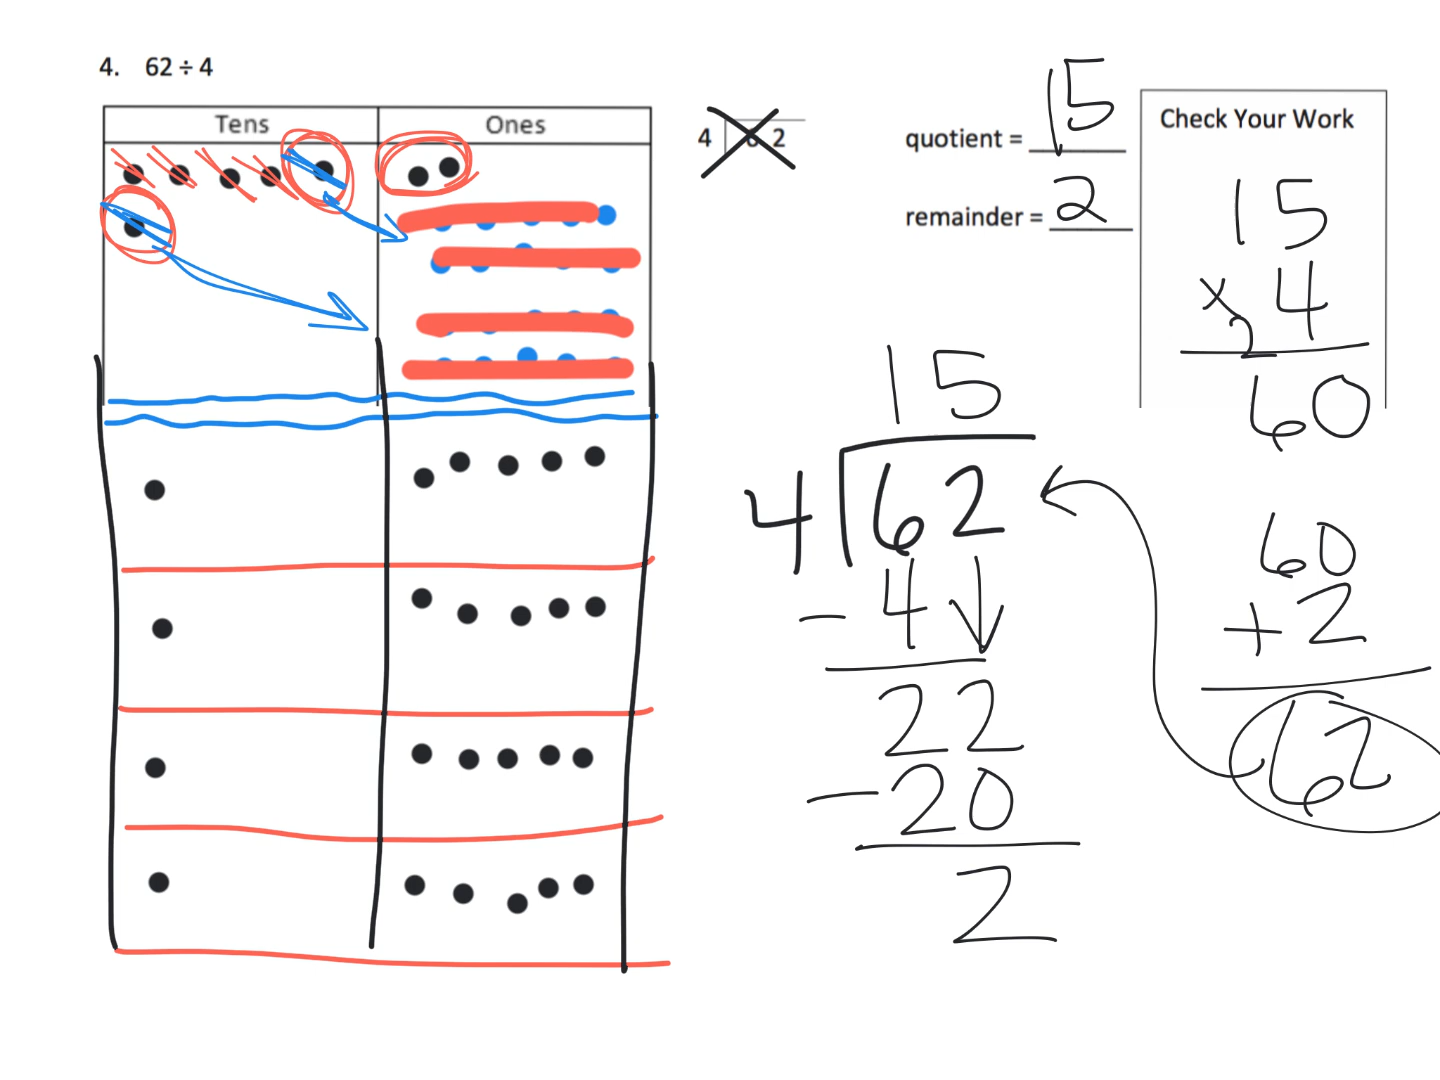 4. 62 ÷ 4
Tens Ones
4 62
quotient = 15
remainder = 2
Check Your Work
15
x 4
2
60
60
+ 2
62
15
4 62
- 4
22
- 20
2